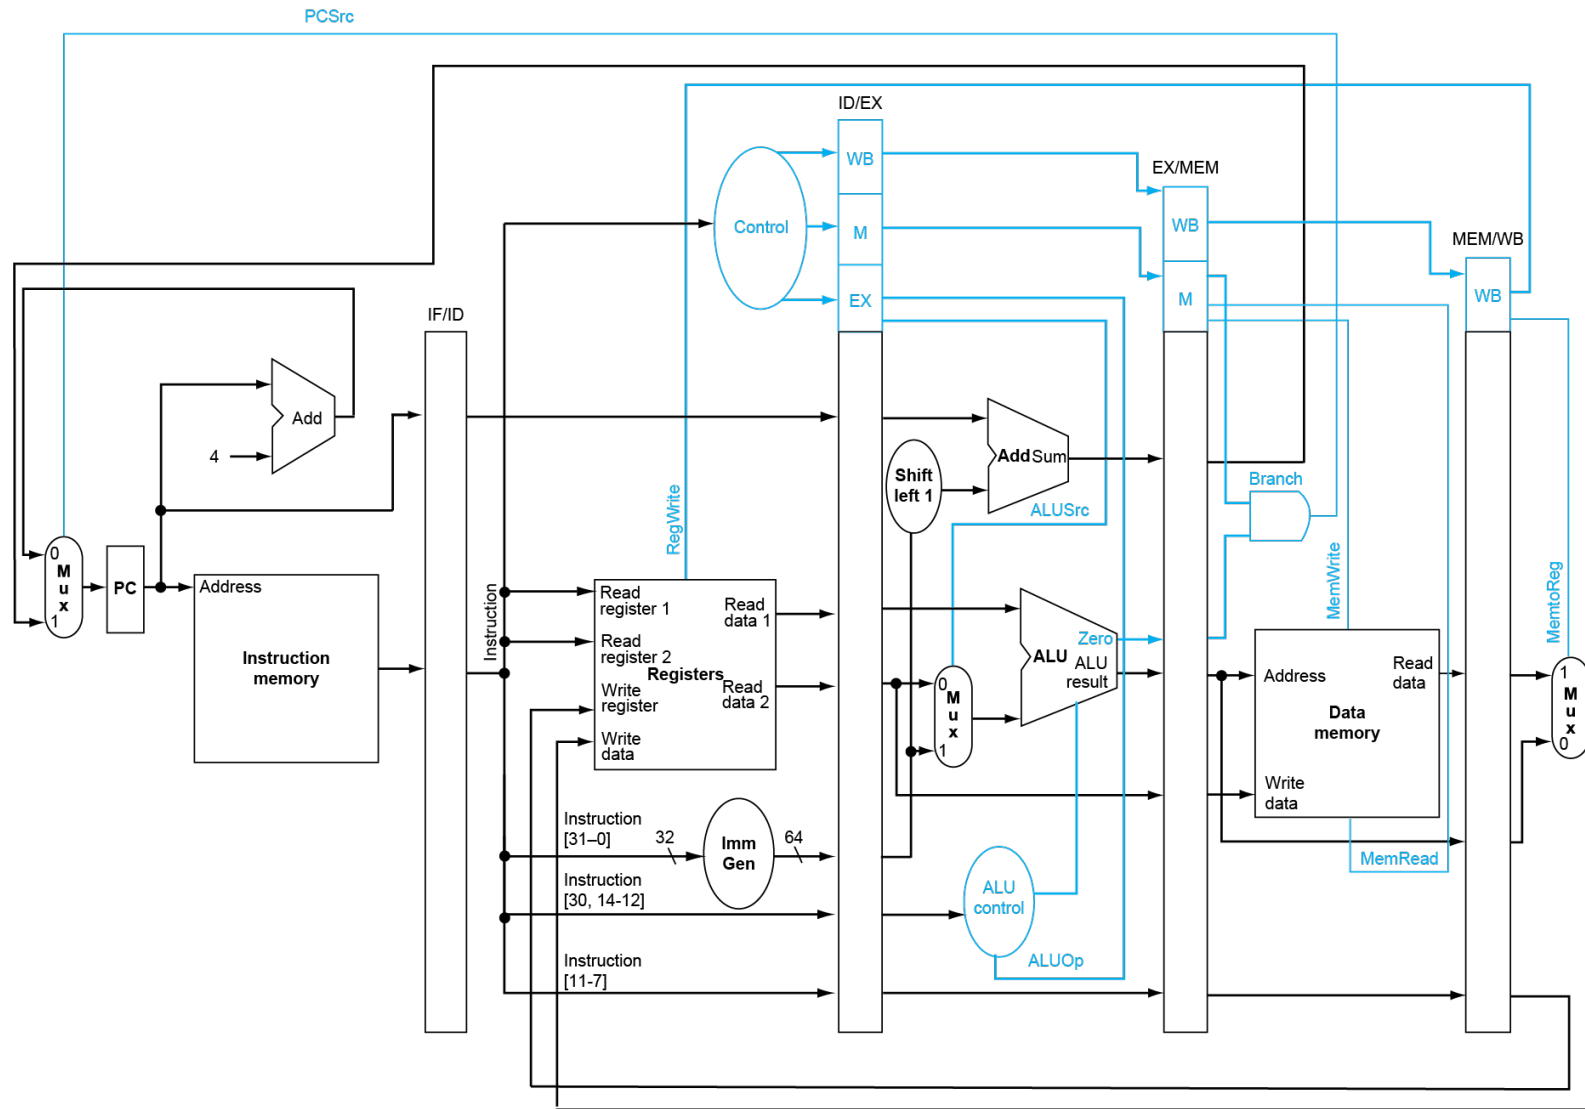 PCSrc
ID/EX
WB
EX/MEM
Control
M
WB
MEM/WB
EX
M
WB
IF/ID
Add
4
Shift
left 1
Add Sum
Branch
ALUSrc
RegWrite
MemWrite
MemtoReg
0
M
u
x
1
PC
Address
Instruction
memory
Instruction
Read
register 1
Read
register 2
Write
register
Write
data
Registers
Read
data 1
Read
data 2
0
M
u
x
1
Zero
ALU
ALU
result
Address
Read
data
Data
memory
Write
data
1
M
u
x
0
Instruction
[31–0]
32
Imm
Gen
64
MemRead
Instruction
[30, 14-12]
ALU
control
ALUOp
Instruction
[11-7]